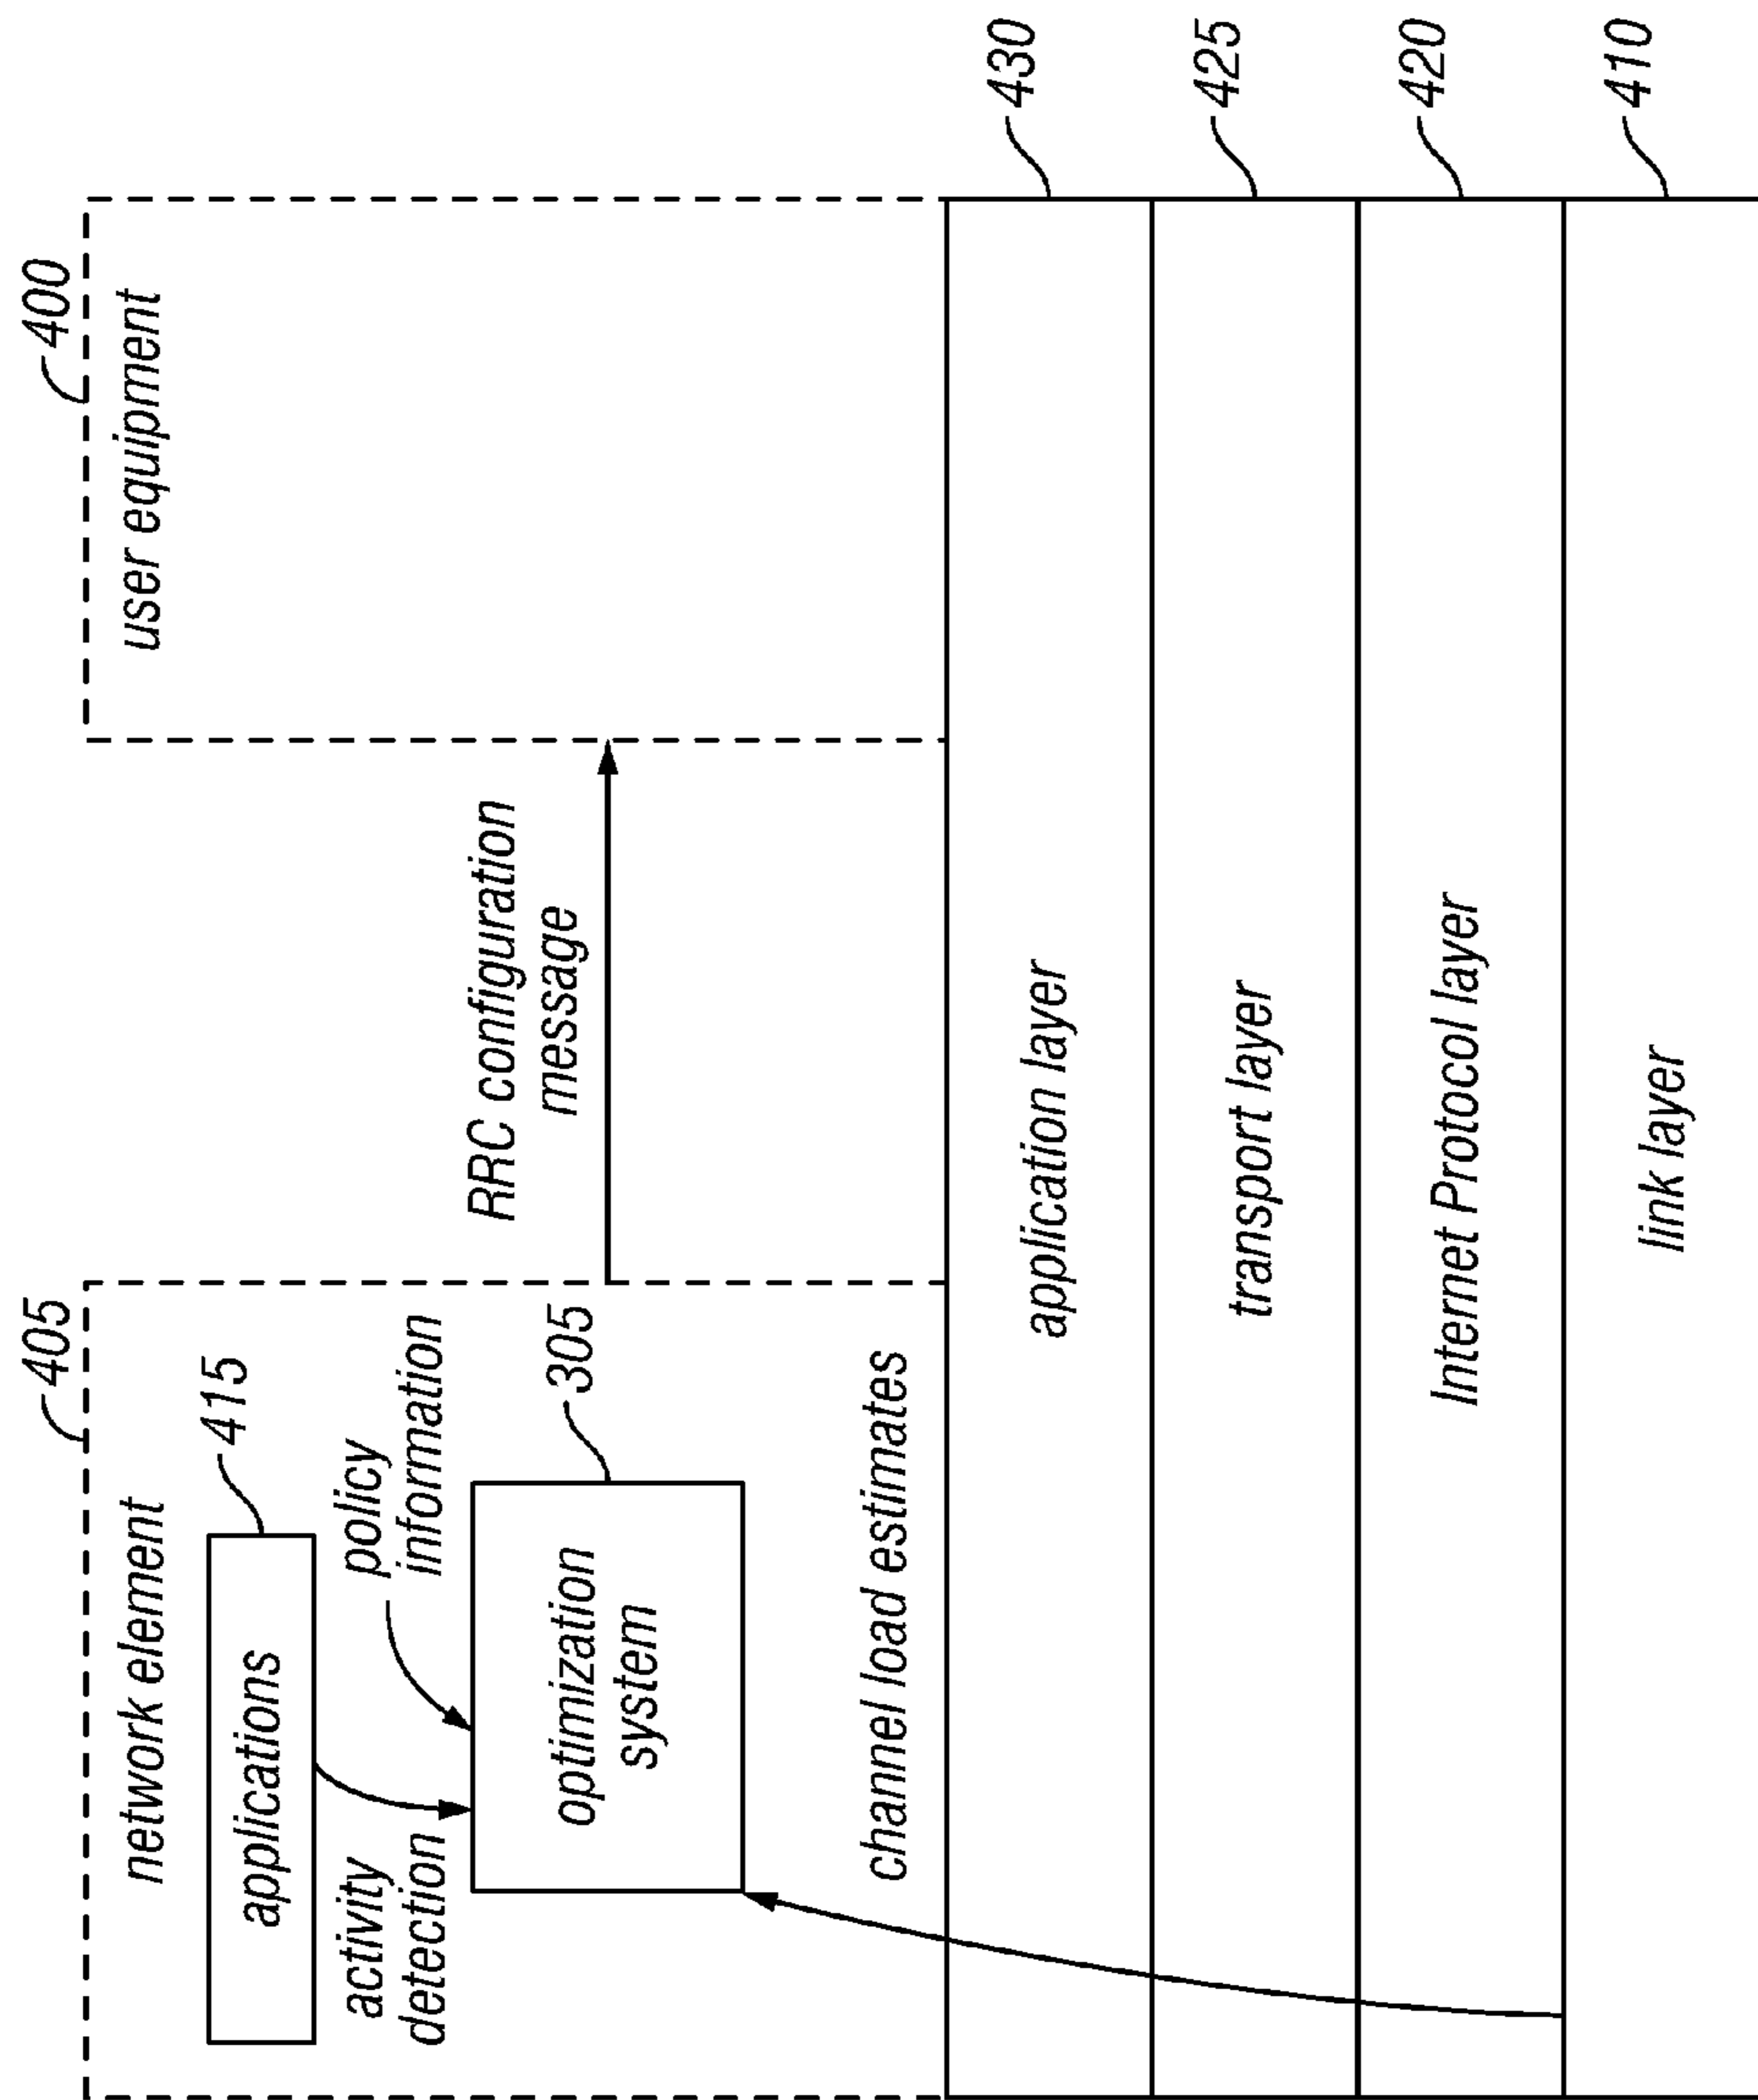 405
400
network element
user equipment
415
applications
policy
information
activity
detection
305
optimization
system
RRC configuration
message
channel load estimates
430
application layer
425
transport layer
420
Internet Protocol layer
410
link layer